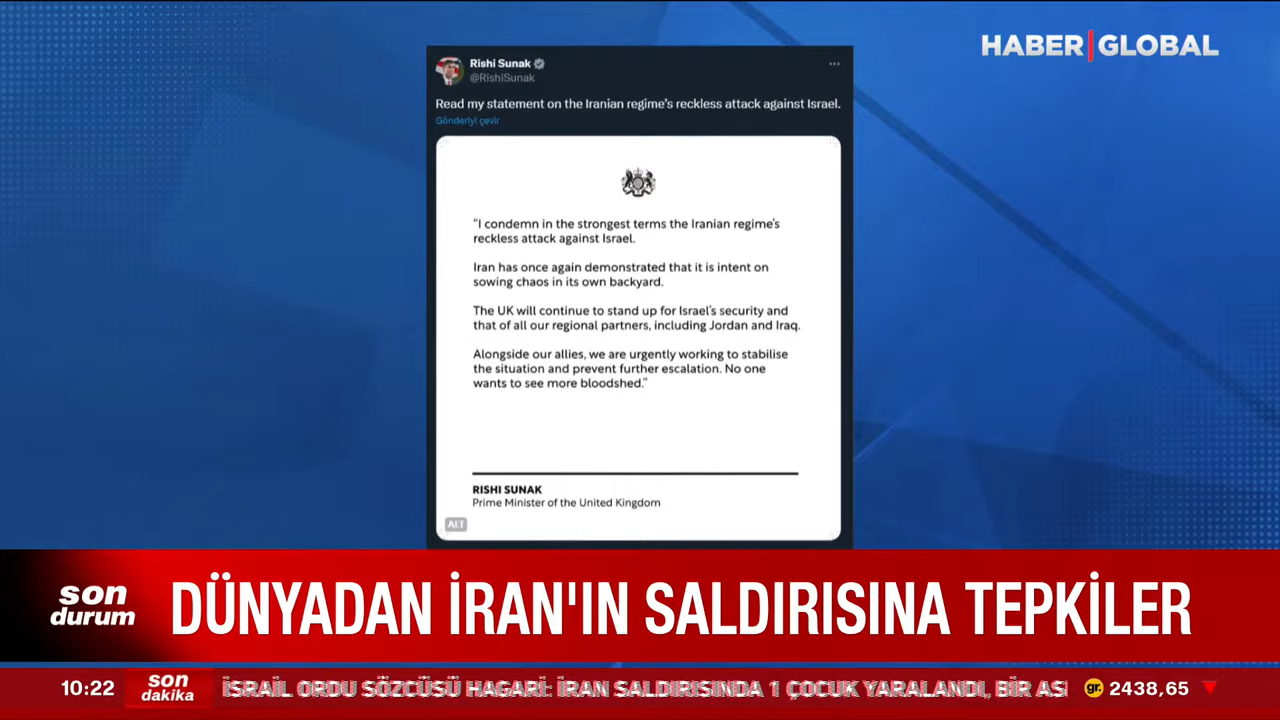 HABER GLOBAL
Rishi Sunak
@RishiSunak
Read my statement on the Iranian regime's reckless attack against Israel.
Gönderiyi çevir
"I condemn in the strongest terms the Iranian regime's
reckless attack against Israel.
Iran has once again demonstrated that it is intent on
sowing chaos in its own backyard.
The UK will continue to stand up for Israel's security and
that of all our regional partners, including Jordan and Iraq.
Alongside our allies, we are urgently working to stabilise
the situation and prevent further escalation. No one
wants to see more bloodshed."
RISHI SUNAK
Prime Minister of the United Kingdom
ALT
son
durum
DÜNYADAN İRAN'IN SALDIRISINA TEPKİLER
10:22
son
dakika
İSRAİL ORDU SÖZCÜSÜ HAGARİ: İRAN SALDIRISINDA 1 ÇOCUK YARALANDI, BİR AS
gr. 2438,65